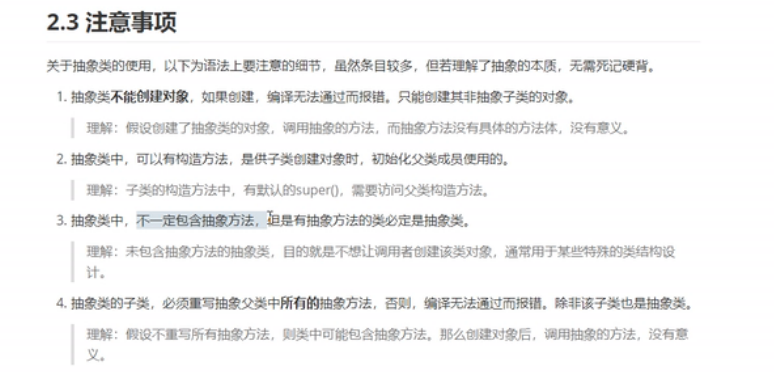 2.3 注意事项
关于抽象类的使用，以下为语法上要注意的细节，虽然条目较多，但若理解了抽象的本质，无需死记硬背。
1. 抽象类不能创建对象，如果创建，编译无法通过而报错。只能创建其非抽象子类的对象。
理解：假设创建了抽象类的对象，调用抽象的方法，而抽象方法没有具体的方法体，没有意义。
2. 抽象类中，可以有构造方法，是供子类创建对象时，初始化父类成员使用的。
理解：子类的构造方法中，有默认的super()，需要访问父类构造方法。
3. 抽象类中，不一定包含抽象方法，但是有抽象方法的类必定是抽象类。
理解：未包含抽象方法的抽象类，目的就是不想让调用者创建该类对象，通常用于某些特殊的类结构设
计。
4. 抽象类的子类，必须重写抽象父类中所有的抽象方法，否则，编译无法通过而报错。除非该子类也是抽象类。
理解：假设不重写所有抽象方法，则类中可能包含抽象方法。那么创建对象后，调用抽象的方法，没有意
义。